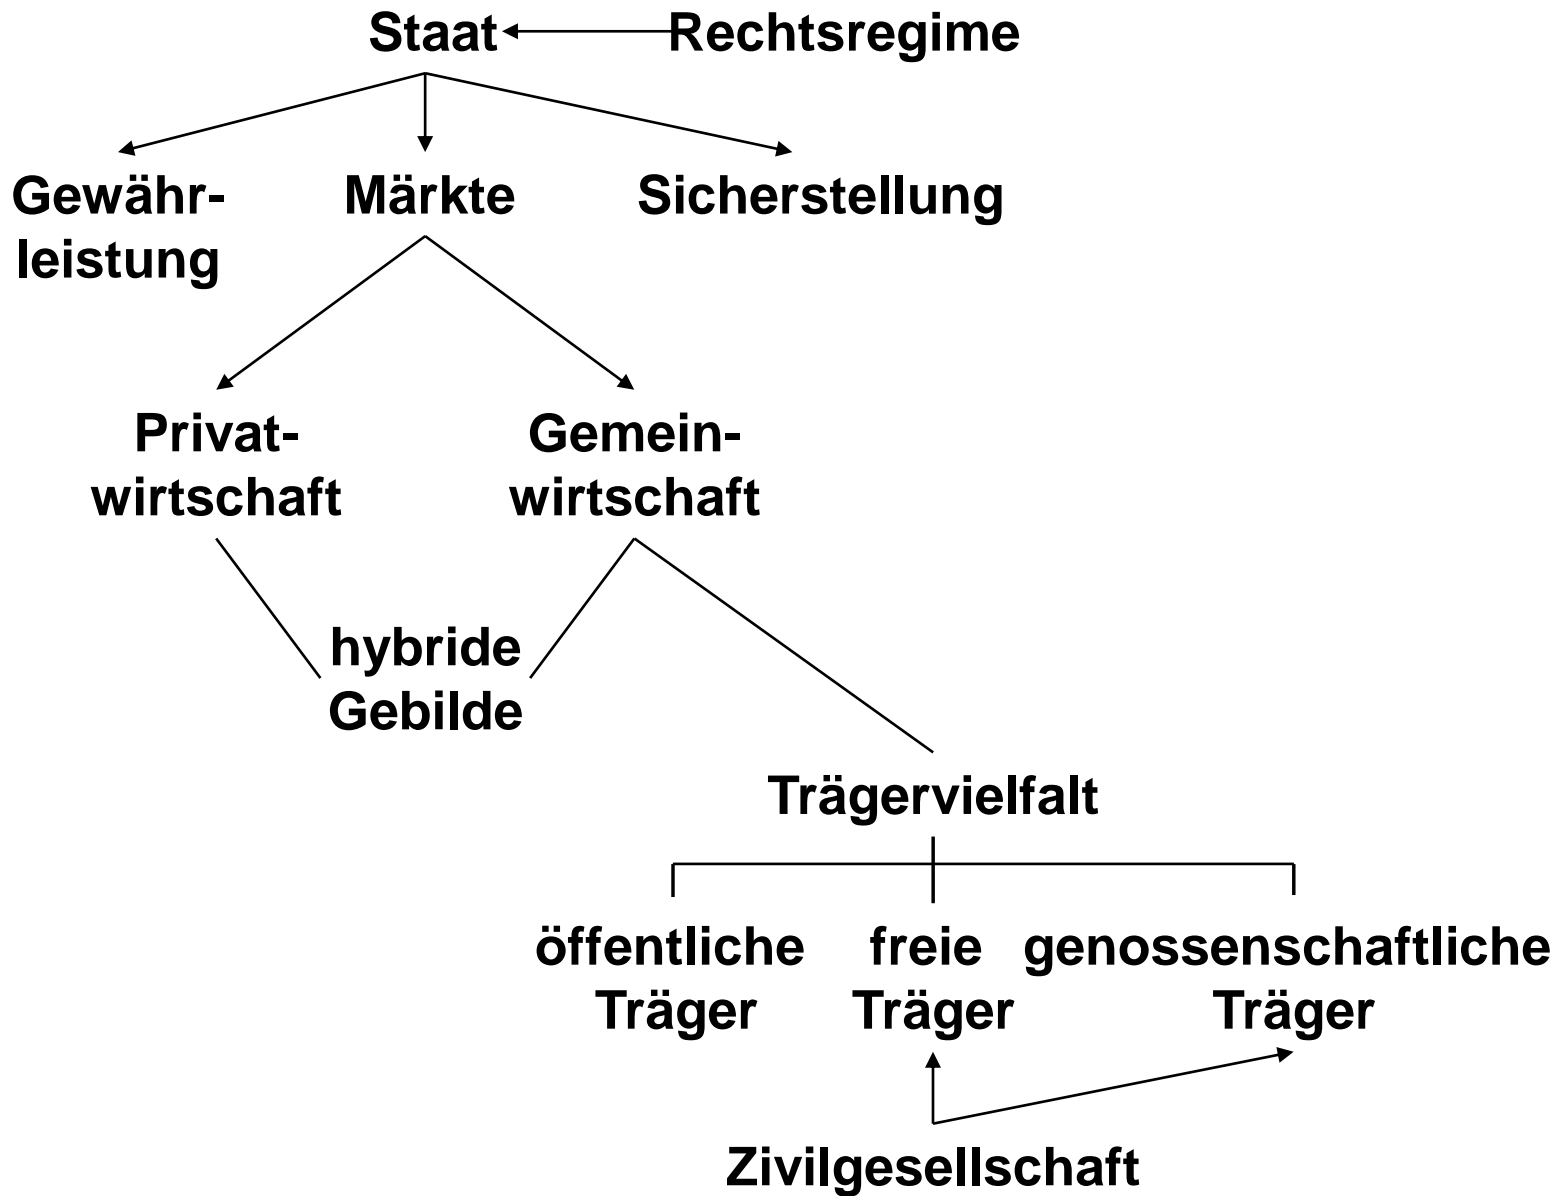 Staat Rechtsregime
Gewähr- Märkte Sicherstellung
leistung
Privat- Gemein-
wirtschaft wirtschaft
hybride
Gebilde
Trägervielfalt
öffentliche freie genossenschaftliche
Träger Träger Träger
Zivilgesellschaft